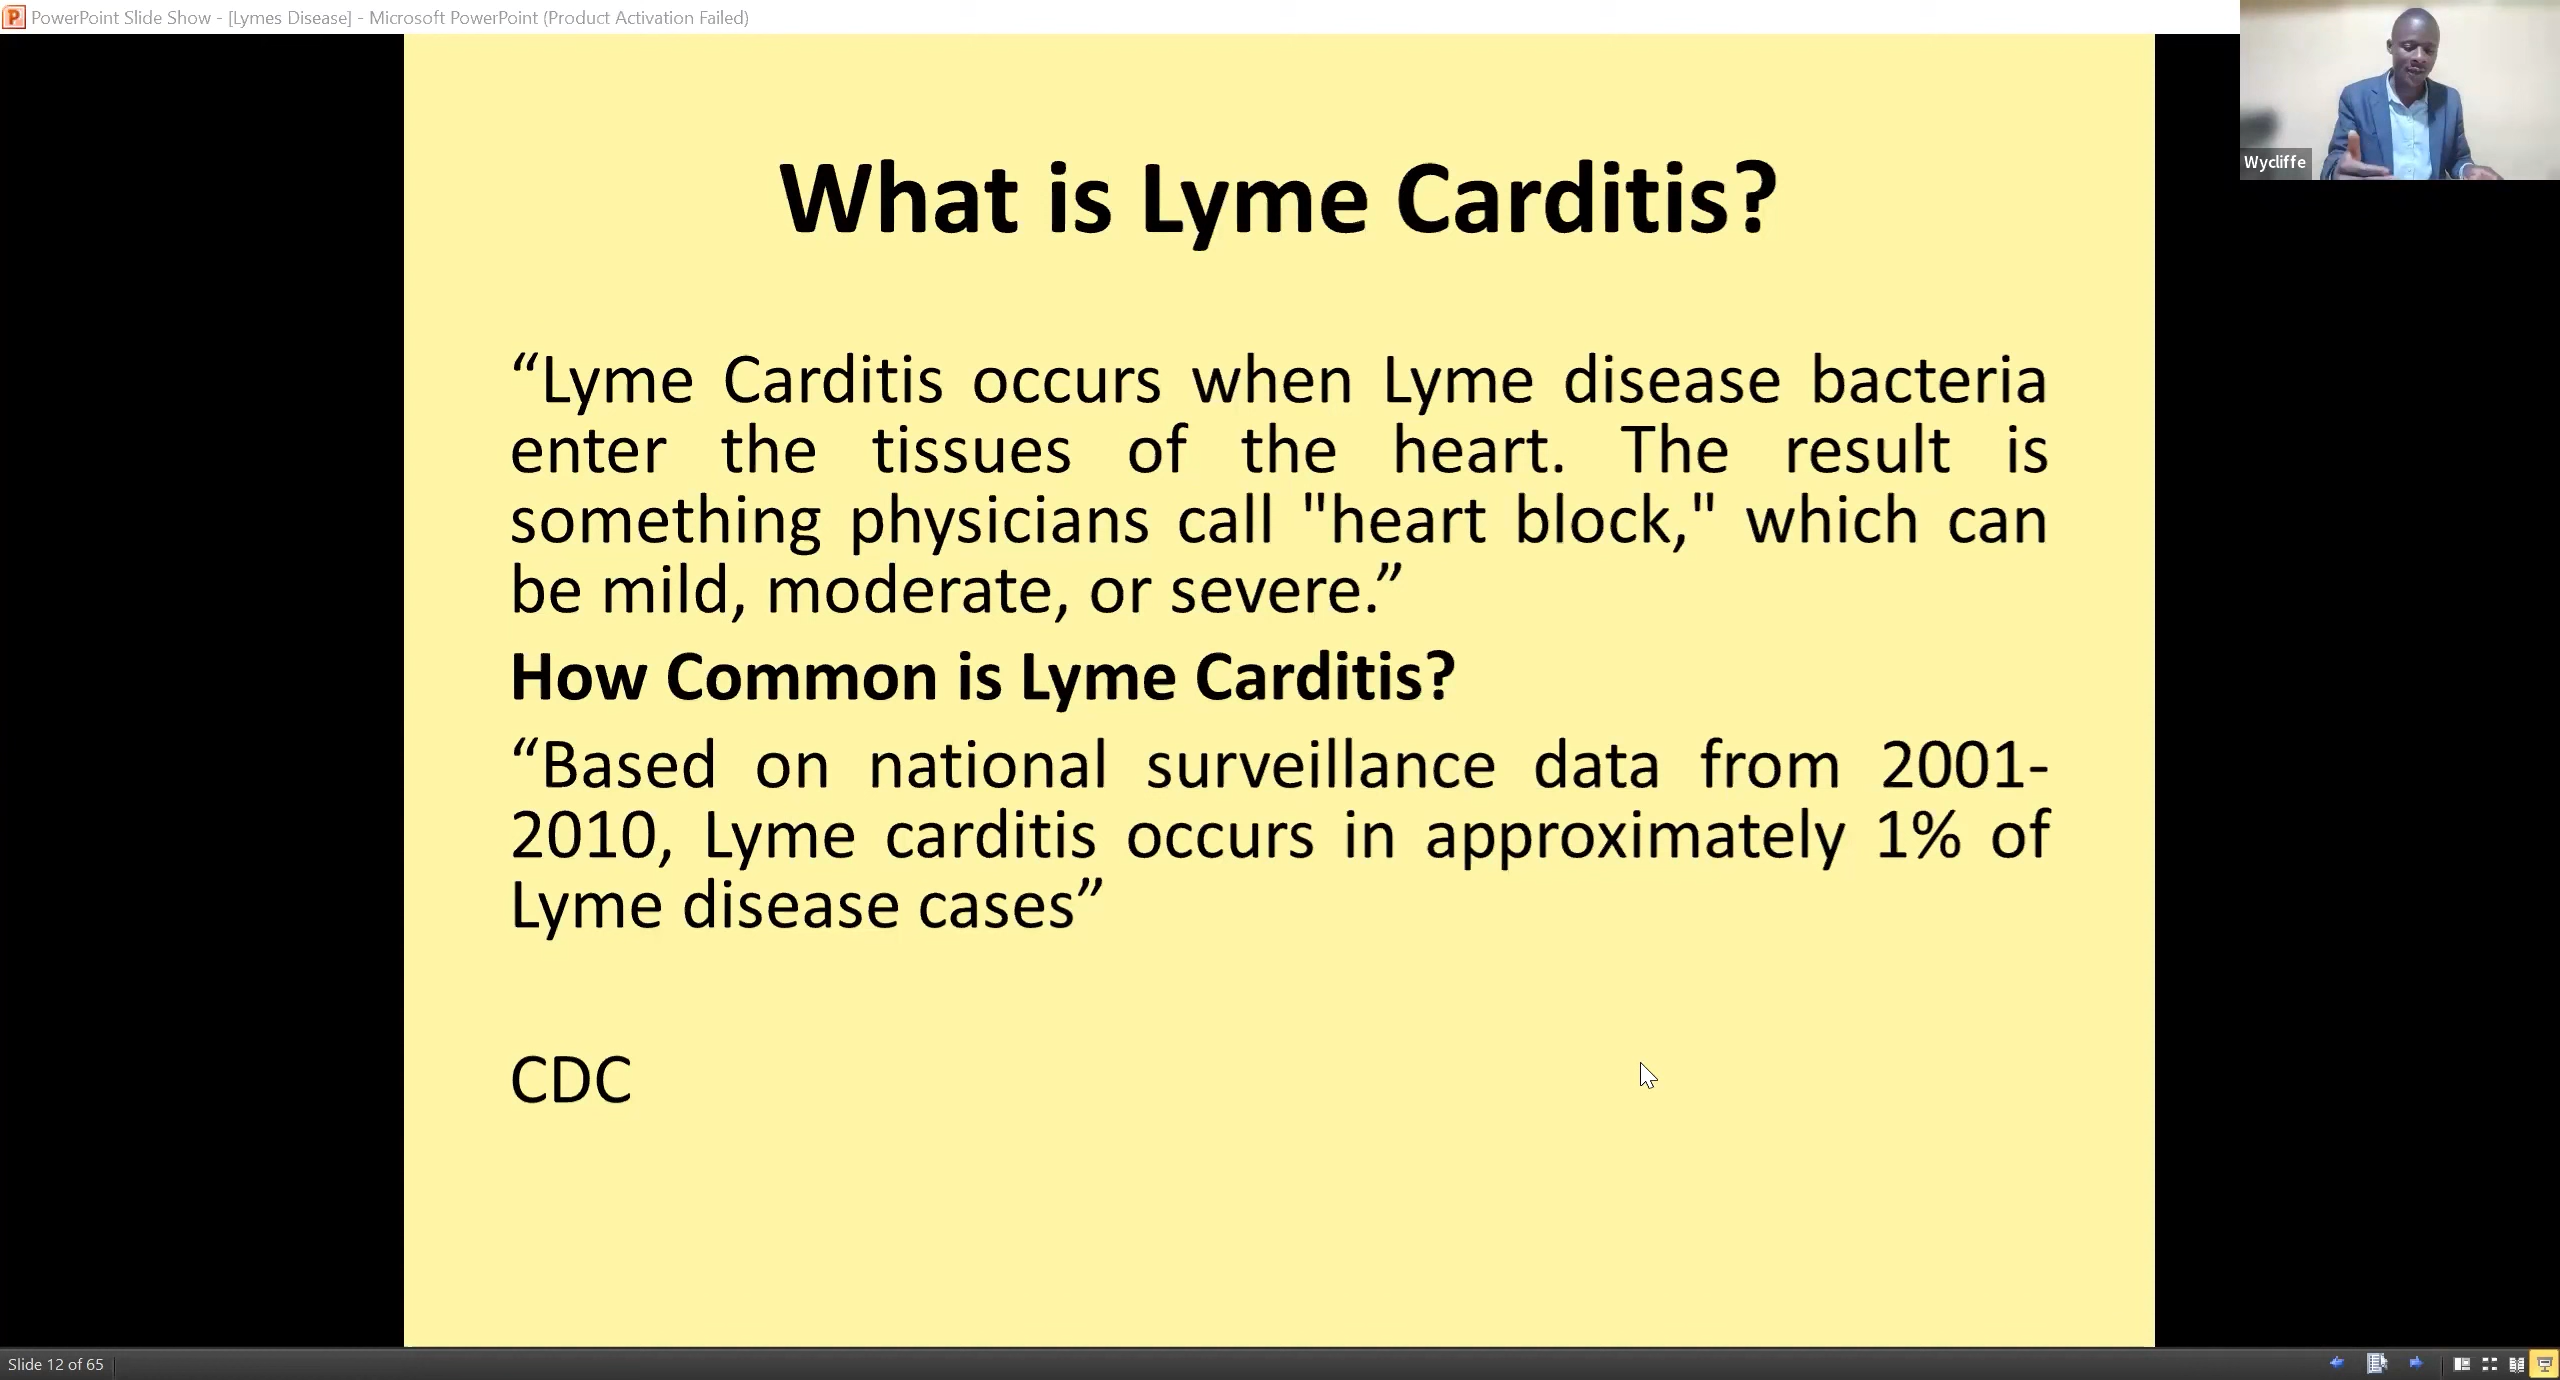 PowerPoint Slide Show - [Lymes Disease] - Microsoft PowerPoint (Product Activation Failed)
Wycliffe
What is Lyme Carditis?
“Lyme Carditis occurs when Lyme disease bacteria
enter the tissues of the heart. The result is
something physicians call "heart block," which can
be mild, moderate, or severe.”
How Common is Lyme Carditis?
“Based on national surveillance data from 2001-
2010, Lyme carditis occurs in approximately 1% of
Lyme disease cases”
CDC
Slide 12 of 65